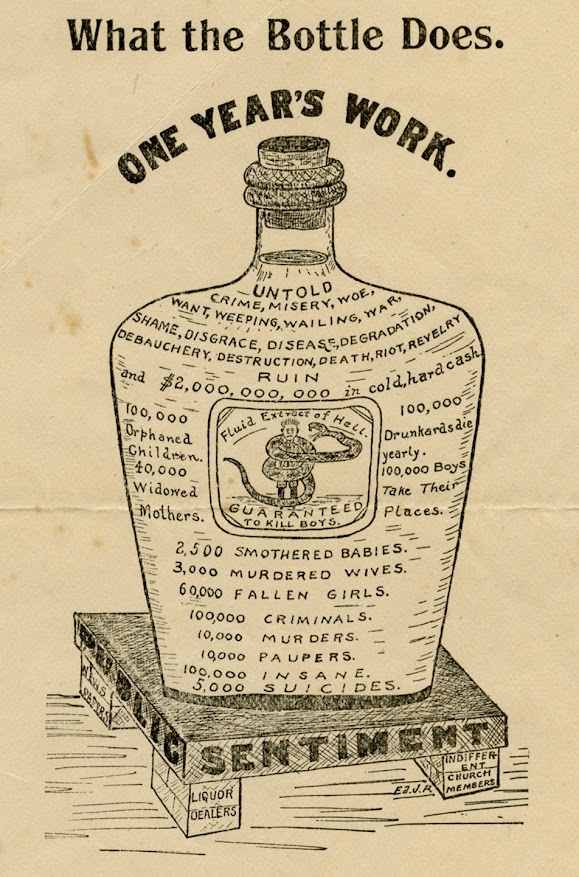 What the Bottle Does.
ONE YEAR'S WORK.
UNTOLD
CRIME, MISERY, WOE,
WANT, WEEPING, WAILING, WAR,
SHAME, DISGRACE, DISEASE, DEGRADATION,
DEBAUCHERY, DESTRUCTION, DEATH, RIOT, REVELRY
RUIN
and $2,000,000,000 in cold, hard cash
100,000
Orphaned
Children.
40,000
Widowed
Mothers.
Fluid Extract of Hell.
GUARANTEED
TO KILL BOYS.
100,000
Drunkards die
yearly.
100,000 Boys
Take Their
Places.
2,500 SMOTHERED BABIES.
3,000 MURDERED WIVES.
60,000 FALLEN GIRLS.
100,000 CRIMINALS.
10,000 MURDERS.
10,000 PAUPERS.
100,000 INSANE.
5,000 SUICIDES.
PUBLIC SENTIMENT
LIQUOR
DEALERS
INDIFFER-
ENT
CHURCH
MEMBERS
Ed. J. R.